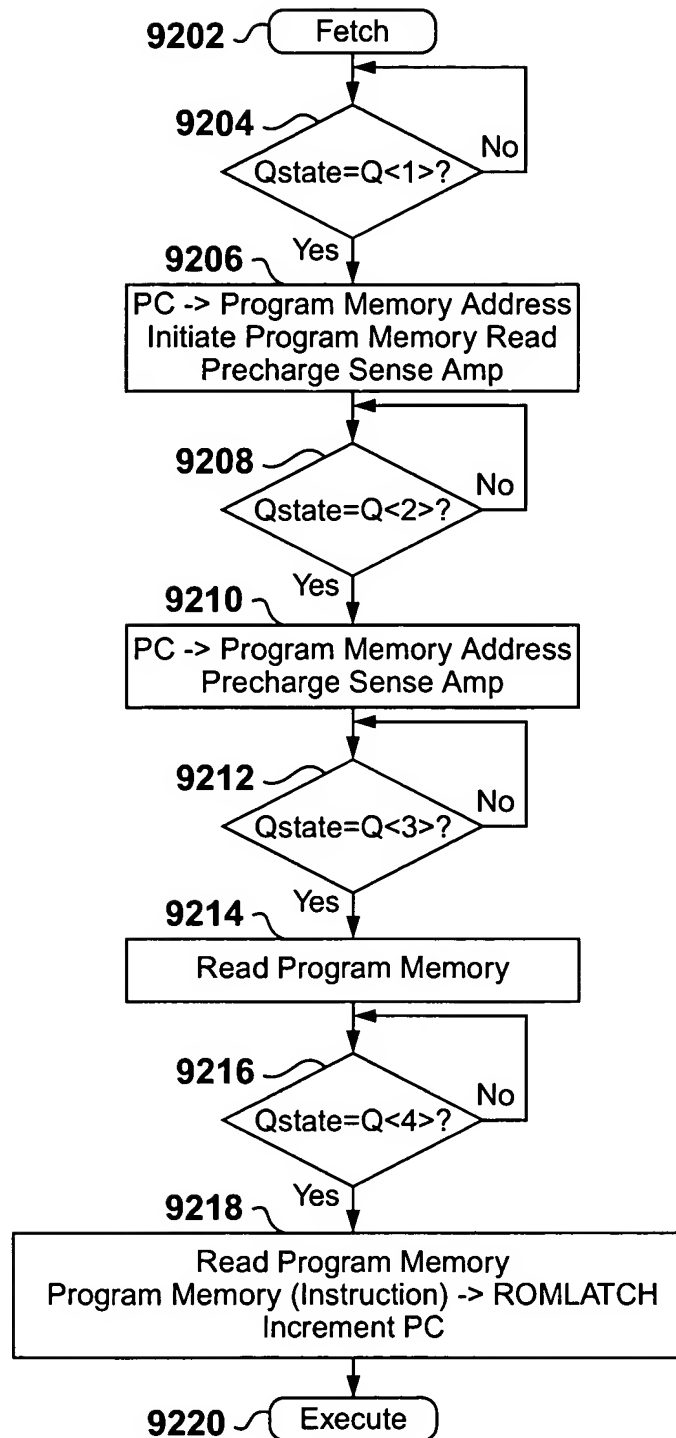 9202 Fetch
9204
Qstate=Q<1>? No
Yes
9206
PC -> Program Memory Address
Initiate Program Memory Read
Precharge Sense Amp
9208
Qstate=Q<2>? No
Yes
9210
PC -> Program Memory Address
Precharge Sense Amp
9212
Qstate=Q<3>? No
Yes
9214
Read Program Memory
9216
Qstate=Q<4>? No
Yes
9218
Read Program Memory
Program Memory (Instruction) -> ROMLATCH
Increment PC
9220 Execute